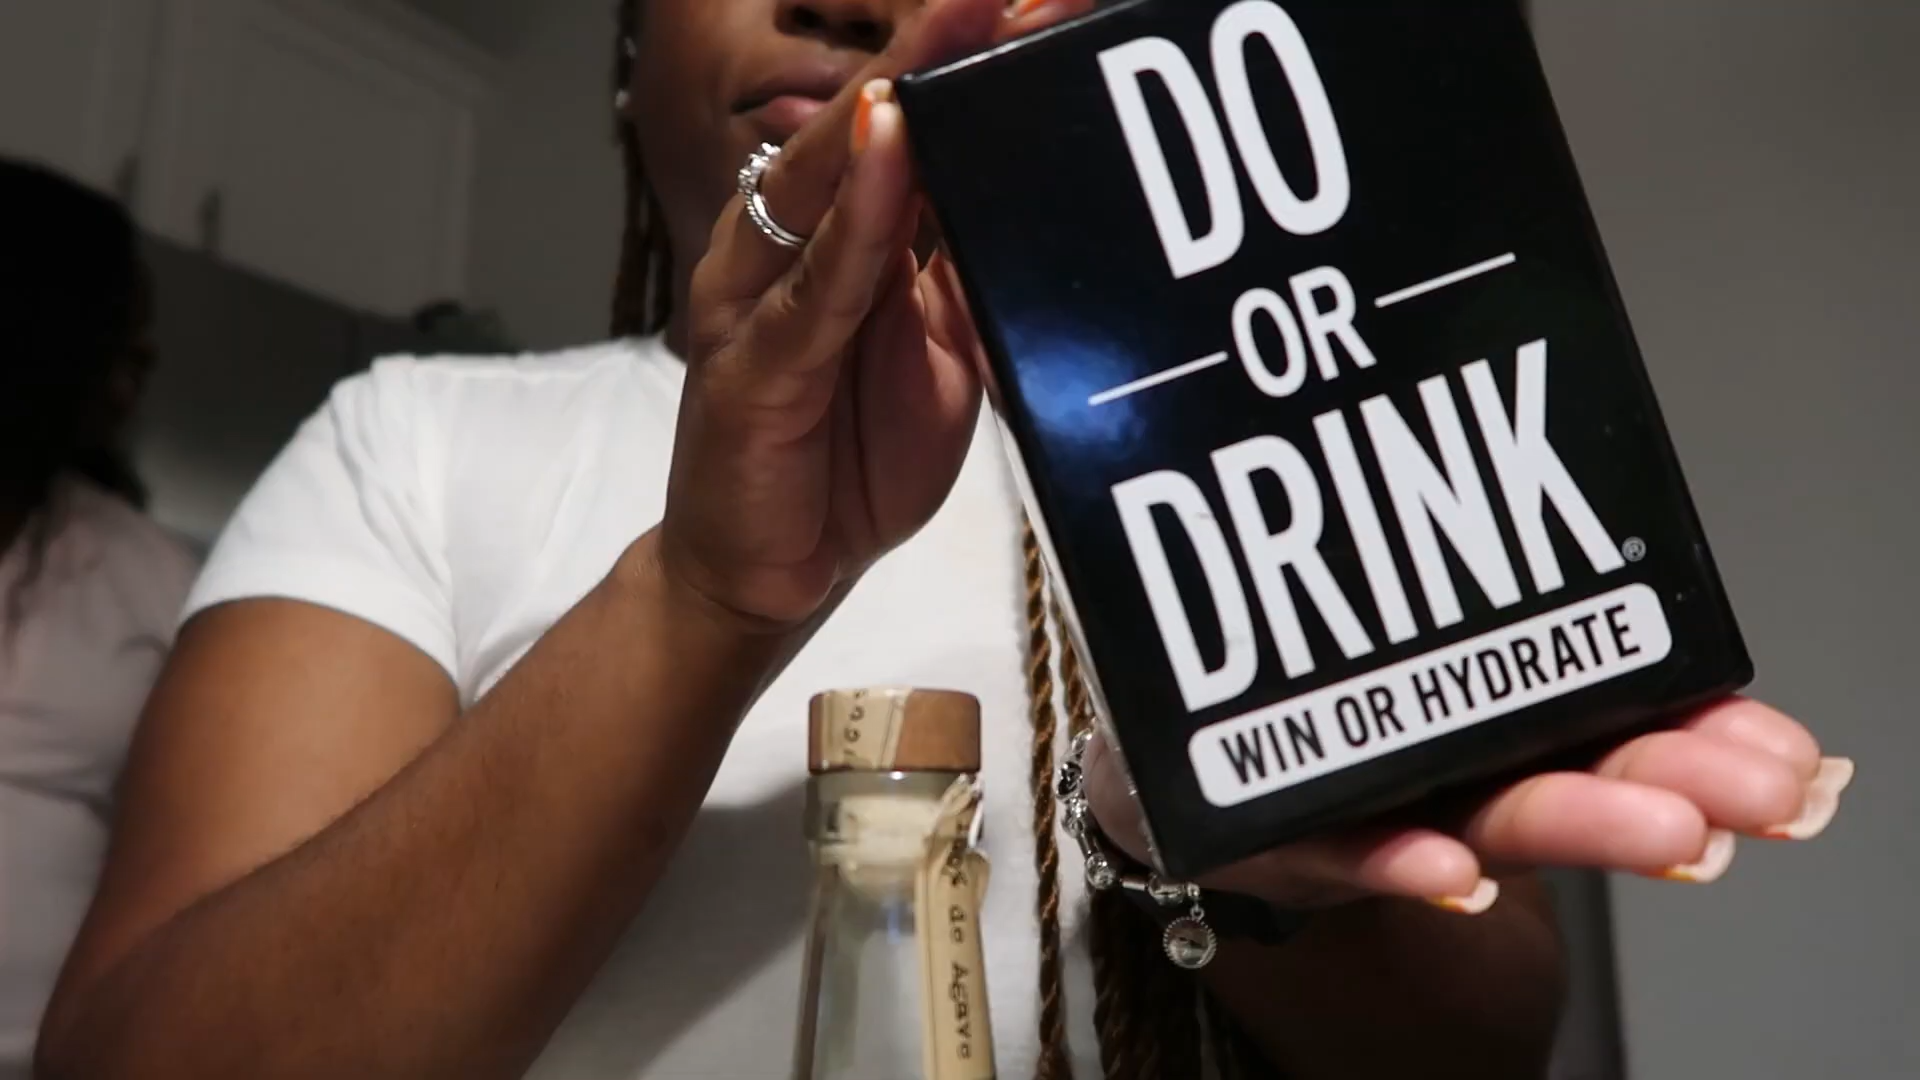 DO
OR
DRINK®
WIN OR HYDRATE
de Agave